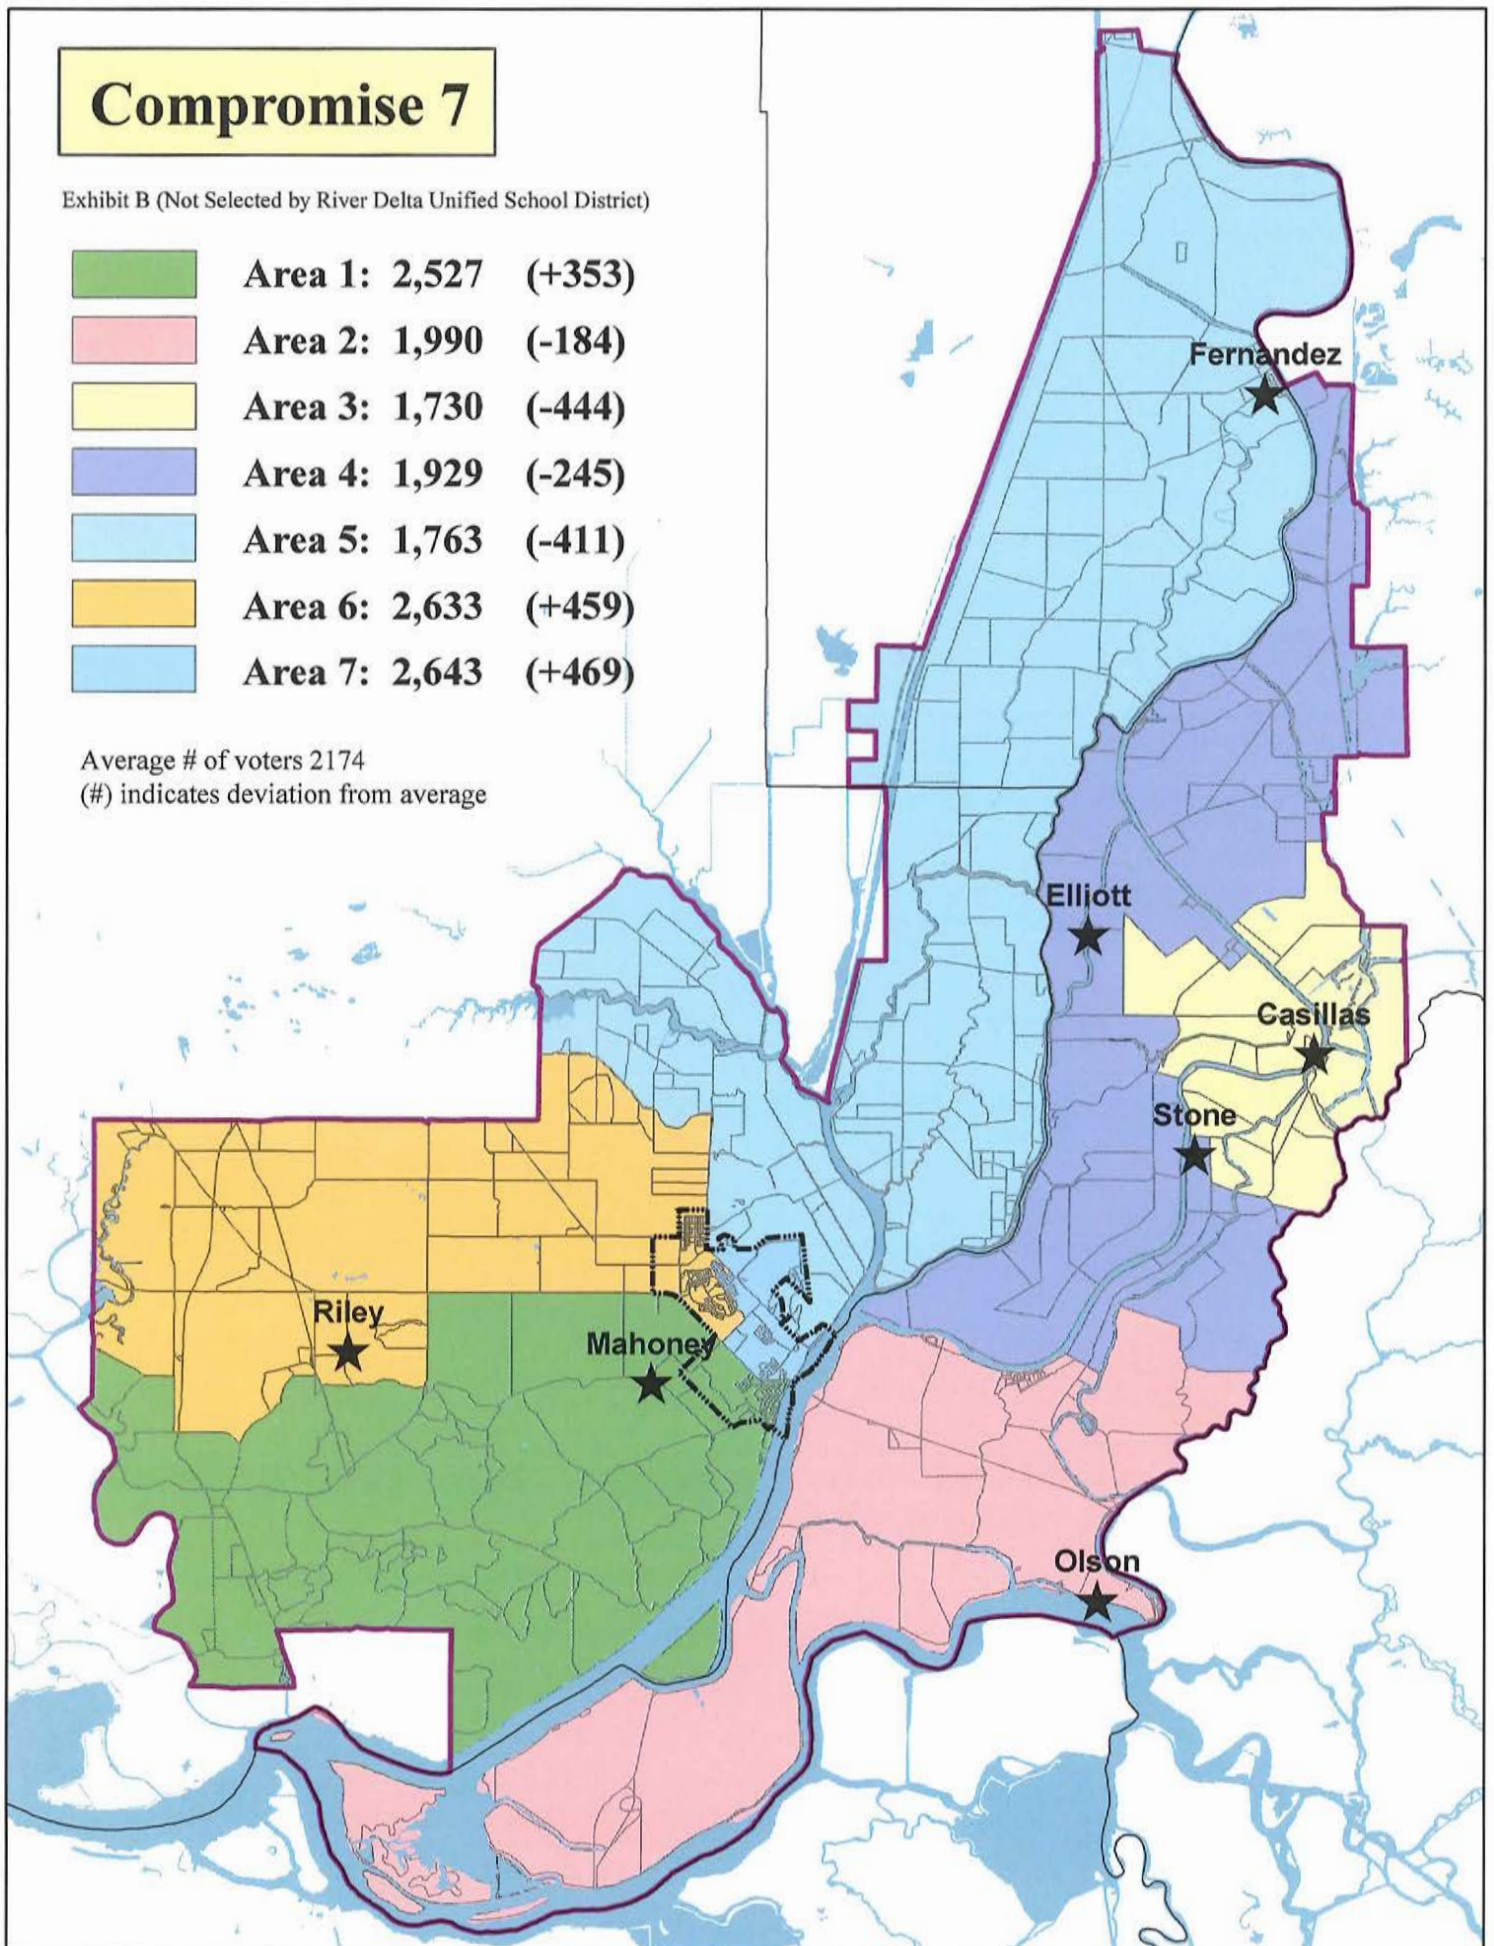 Compromise 7
Exhibit B (Not Selected by River Delta Unified School District)
Area 1: 2,527 (+353)
Area 2: 1,990 (-184)
Area 3: 1,730 (-444)
Area 4: 1,929 (-245)
Area 5: 1,763 (-411)
Area 6: 2,633 (+459)
Area 7: 2,643 (+469)
Average # of voters 2174
(#) indicates deviation from average
Fernandez
Elliott
Casillas
Stone
Riley
Mahoney
Olson